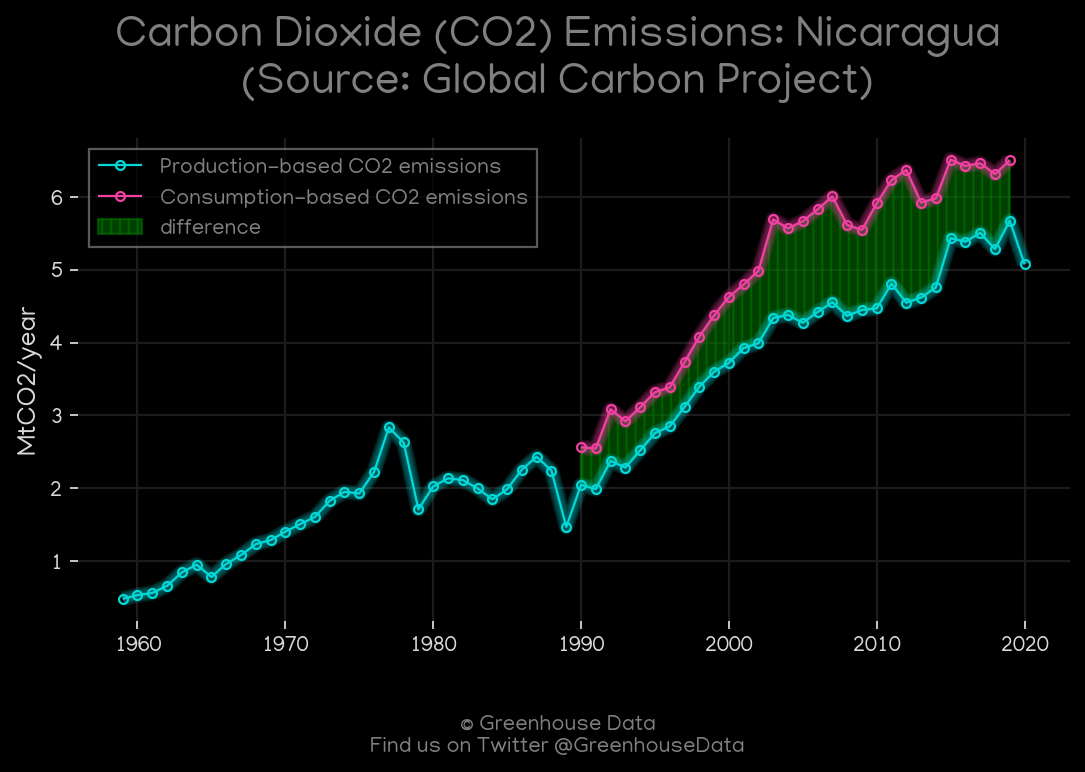 Carbon Dioxide (CO2) Emissions: Nicaragua
(Source: Global Carbon Project)
Production-based CO2 emissions
Consumption-based CO2 emissions
difference
MtCO2/year
6
5
4
3
2
1
1960 1970 1980 1990 2000 2010 2020
© Greenhouse Data
Find us on Twitter @GreenhouseData